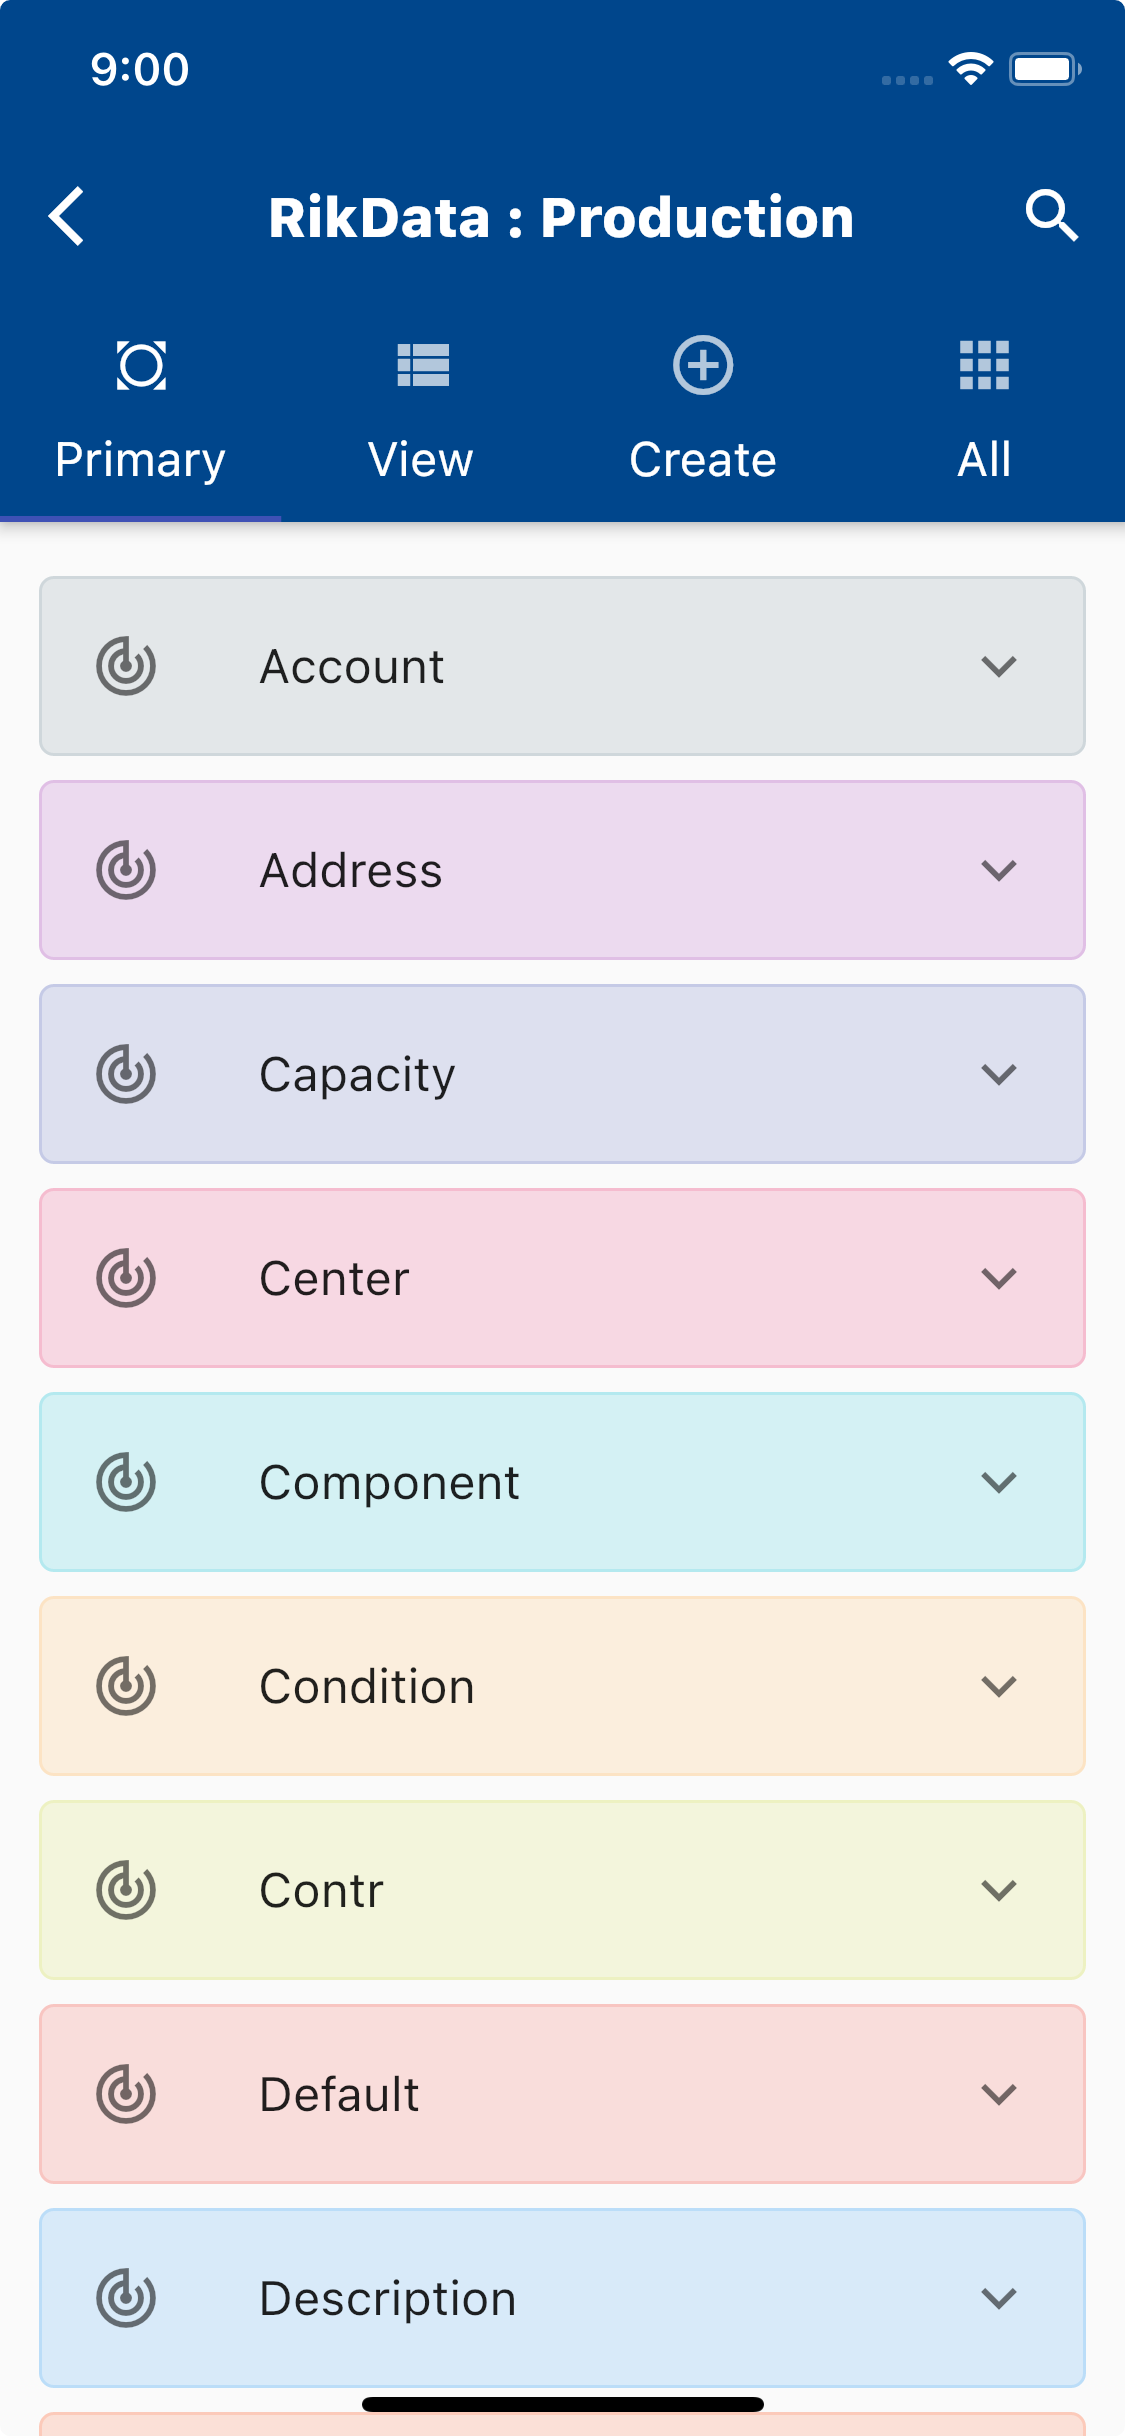 9:00
RikData : Production
Primary View Create All
Account
Address
Capacity
Center
Component
Condition
Contr
Default
Description